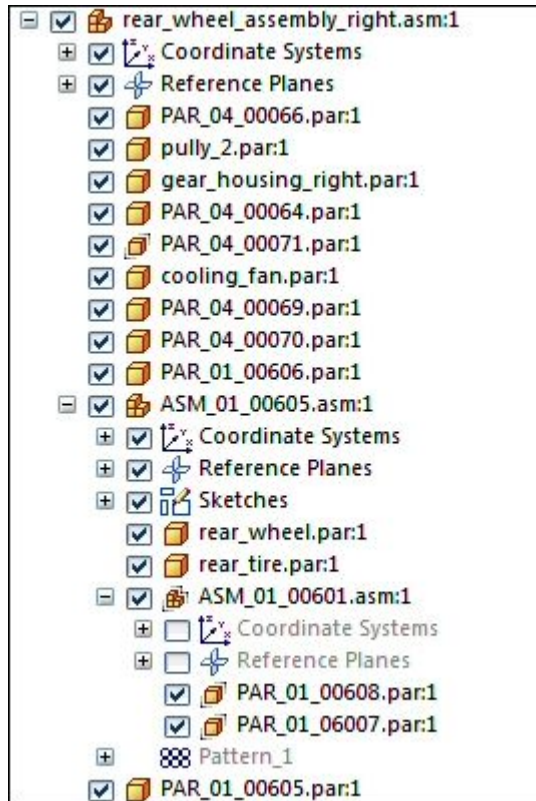 rear_wheel_assembly_right.asm:1
Coordinate Systems
Reference Planes
PAR_04_00066.par:1
pully_2.par:1
gear_housing_right.par:1
PAR_04_00064.par:1
PAR_04_00071.par:1
cooling_fan.par:1
PAR_04_00069.par:1
PAR_04_00070.par:1
PAR_01_00606.par:1
ASM_01_00605.asm:1
Coordinate Systems
Reference Planes
Sketches
rear_wheel.par:1
rear_tire.par:1
ASM_01_00601.asm:1
Coordinate Systems
Reference Planes
PAR_01_00608.par:1
PAR_01_06007.par:1
Pattern_1
PAR_01_00605.par:1